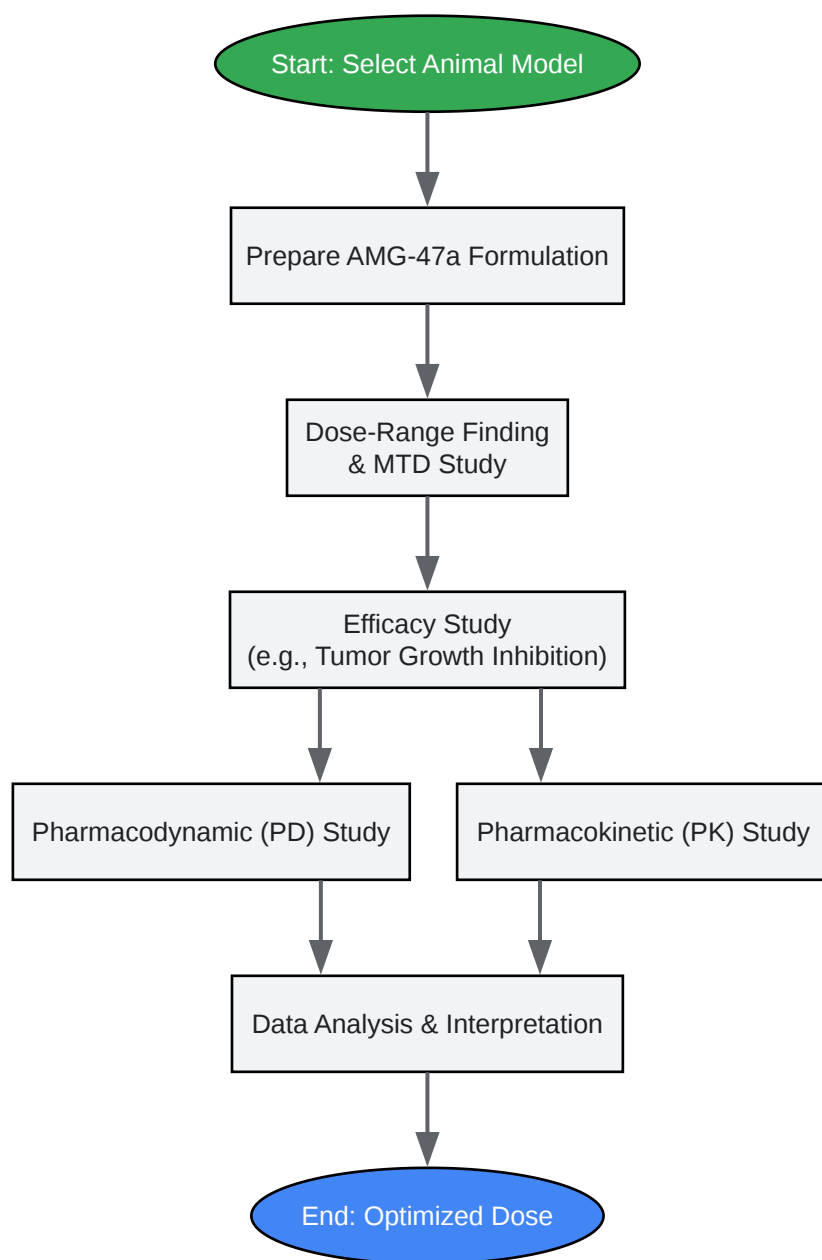 Start: Select Animal Model
Prepare AMG-47a Formulation
Dose-Range Finding
& MTD Study
Efficacy Study
(e.g., Tumor Growth Inhibition)
Pharmacodynamic (PD) Study
Pharmacokinetic (PK) Study
Data Analysis & Interpretation
End: Optimized Dose